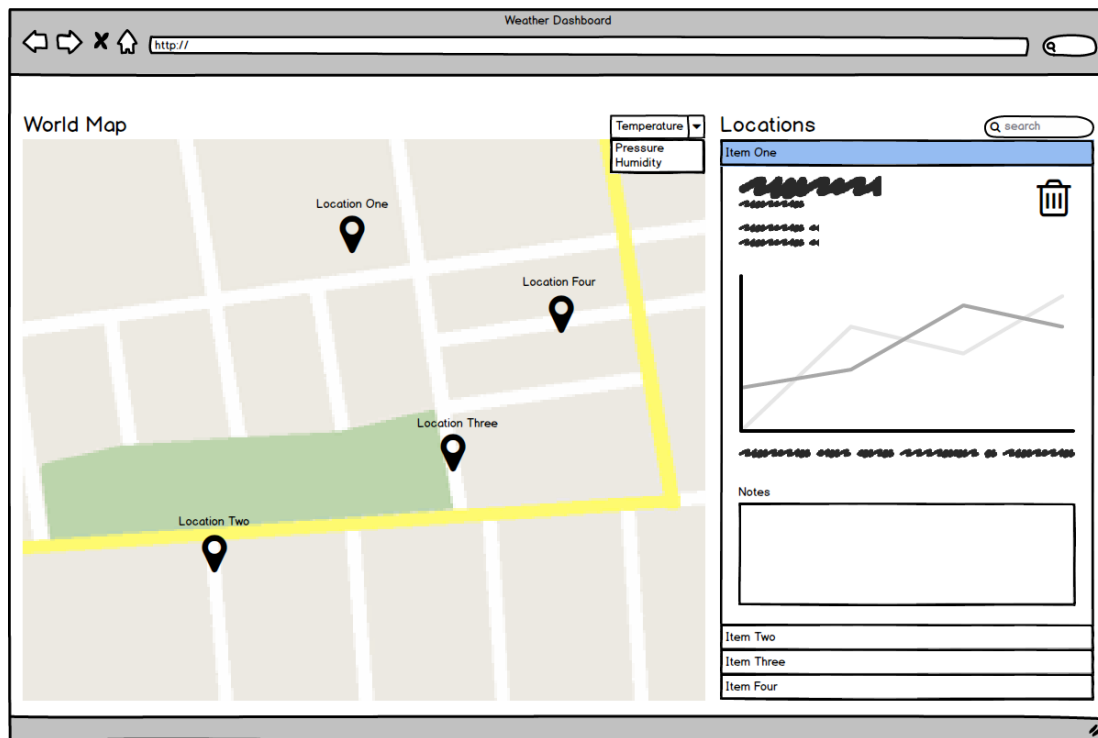 Weather Dashboard
http://
World Map
Temperature
Pressure
Humidity
Locations
search
Item One
Location One
Location Four
Location Three
Location Two
Notes
Item Two
Item Three
Item Four